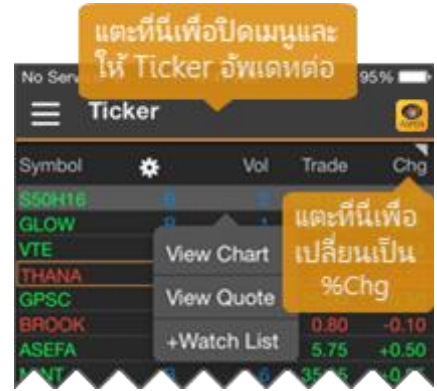 แตะที่นี่เพื่อปิดเมนูและ
ให้ Ticker อัพเดทต่อ
No Serv 95%
Ticker
ASPEN
Symbol Vol Trade Chg
S50H16
GLOW
VTE
THANA
GPSC
BROOK 0.80 -0.10
ASEFA 5.75 +0.50
MINT
แตะที่นี่เพื่อ
เปลี่ยนเป็น
%Chg
View Chart
View Quote
+Watch List